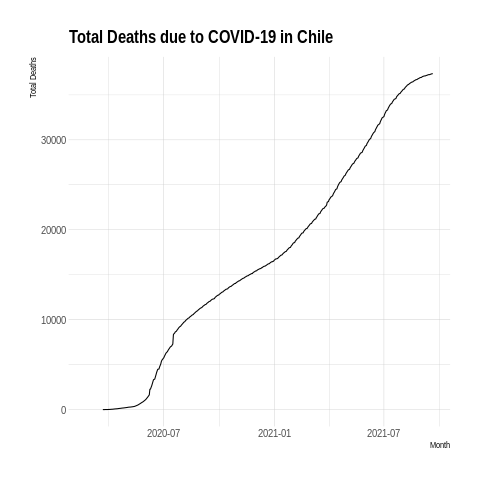 Total Deaths due to COVID-19 in Chile
Total Deaths
30000
20000
10000
0
2020-07
2021-01
2021-07
Month